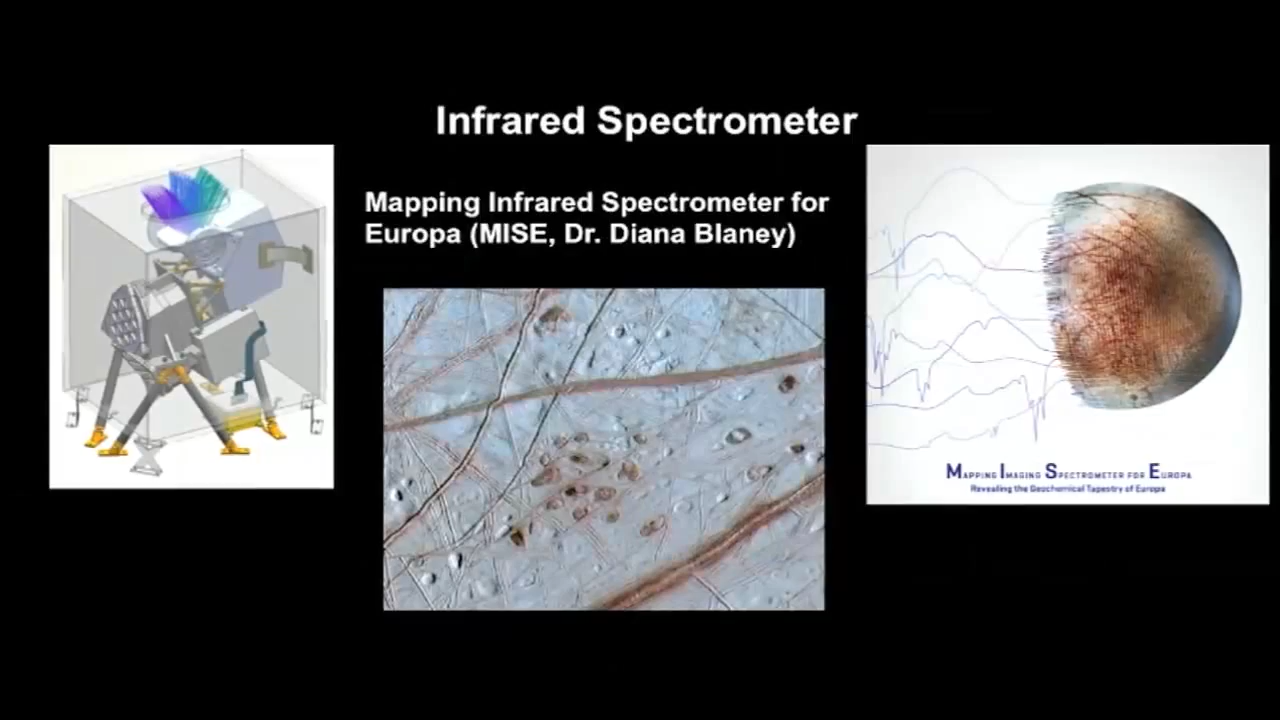 Infrared Spectrometer
Mapping Infrared Spectrometer for
Europa (MISE, Dr. Diana Blaney)
MAPPING IMAGING SPECTROMETER FOR EUROPA
Revealing the Geochemical Tapestry of Europa